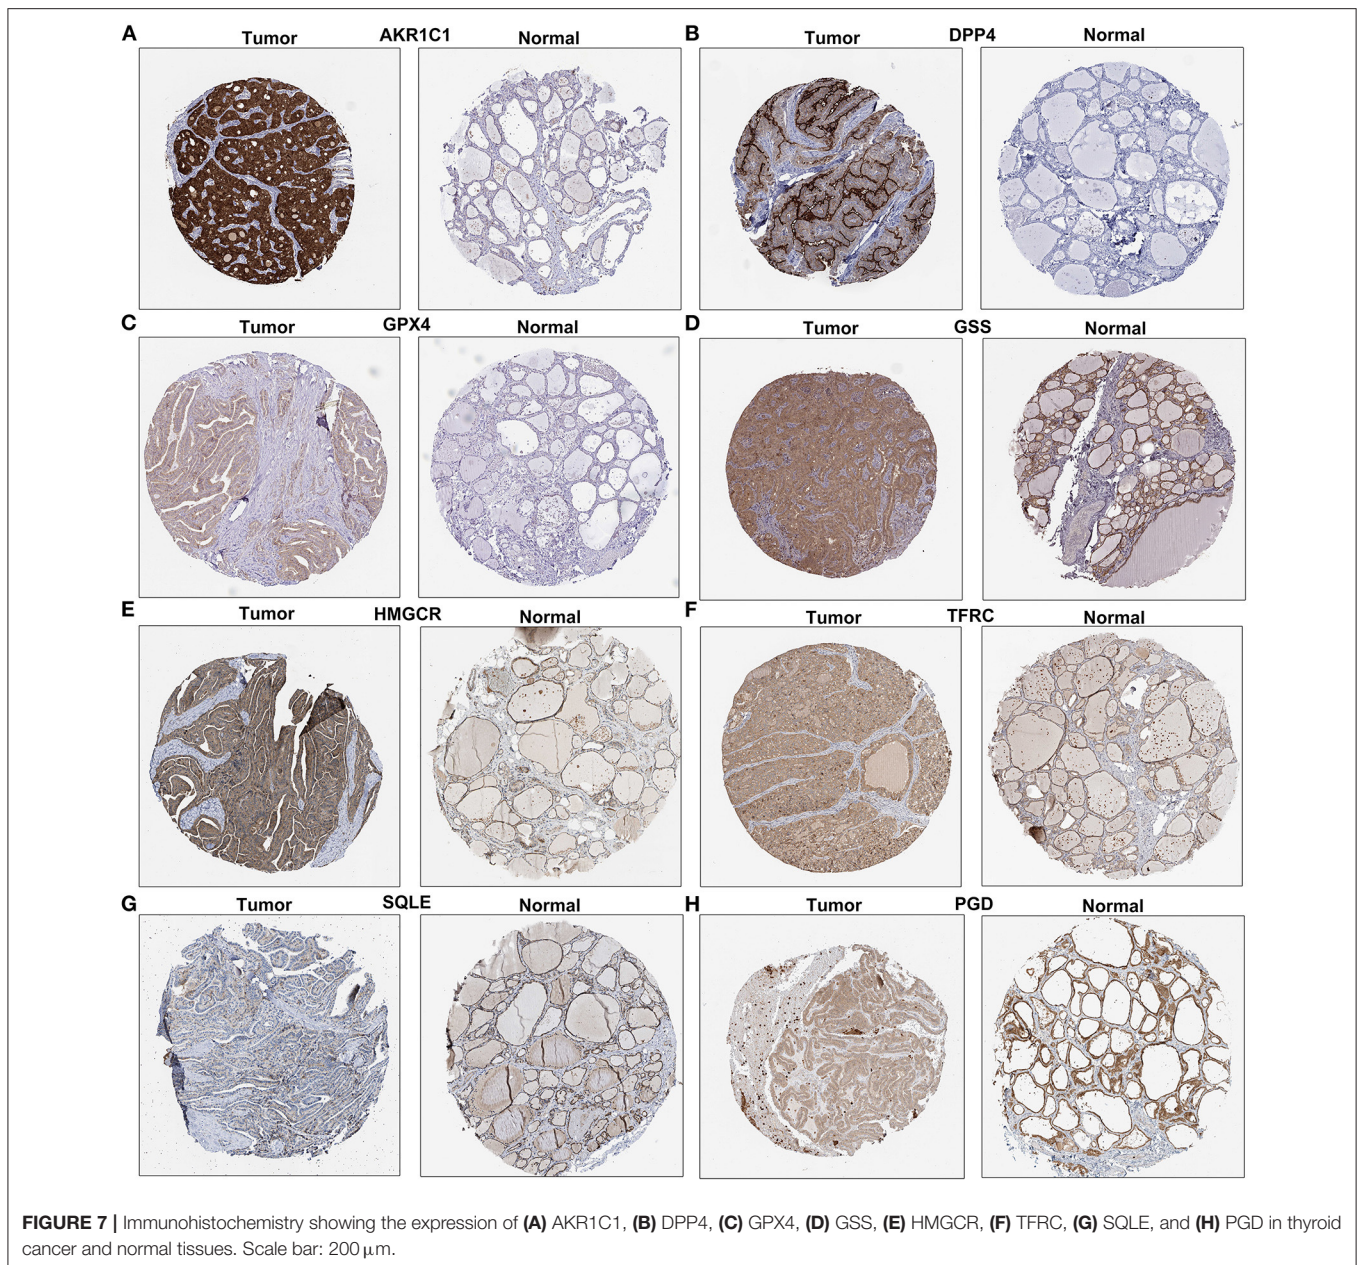 A Tumor AKR1C1 Normal B Tumor DPP4 Normal
C Tumor GPX4 Normal D Tumor GSS Normal
E Tumor HMGCR Normal F Tumor TFRC Normal
G Tumor SQLE Normal H Tumor PGD Normal
FIGURE 7 | Immunohistochemistry showing the expression of (A) AKR1C1, (B) DPP4, (C) GPX4, (D) GSS, (E) HMGCR, (F) TFRC, (G) SQLE, and (H) PGD in thyroid
cancer and normal tissues. Scale bar: 200 μm.